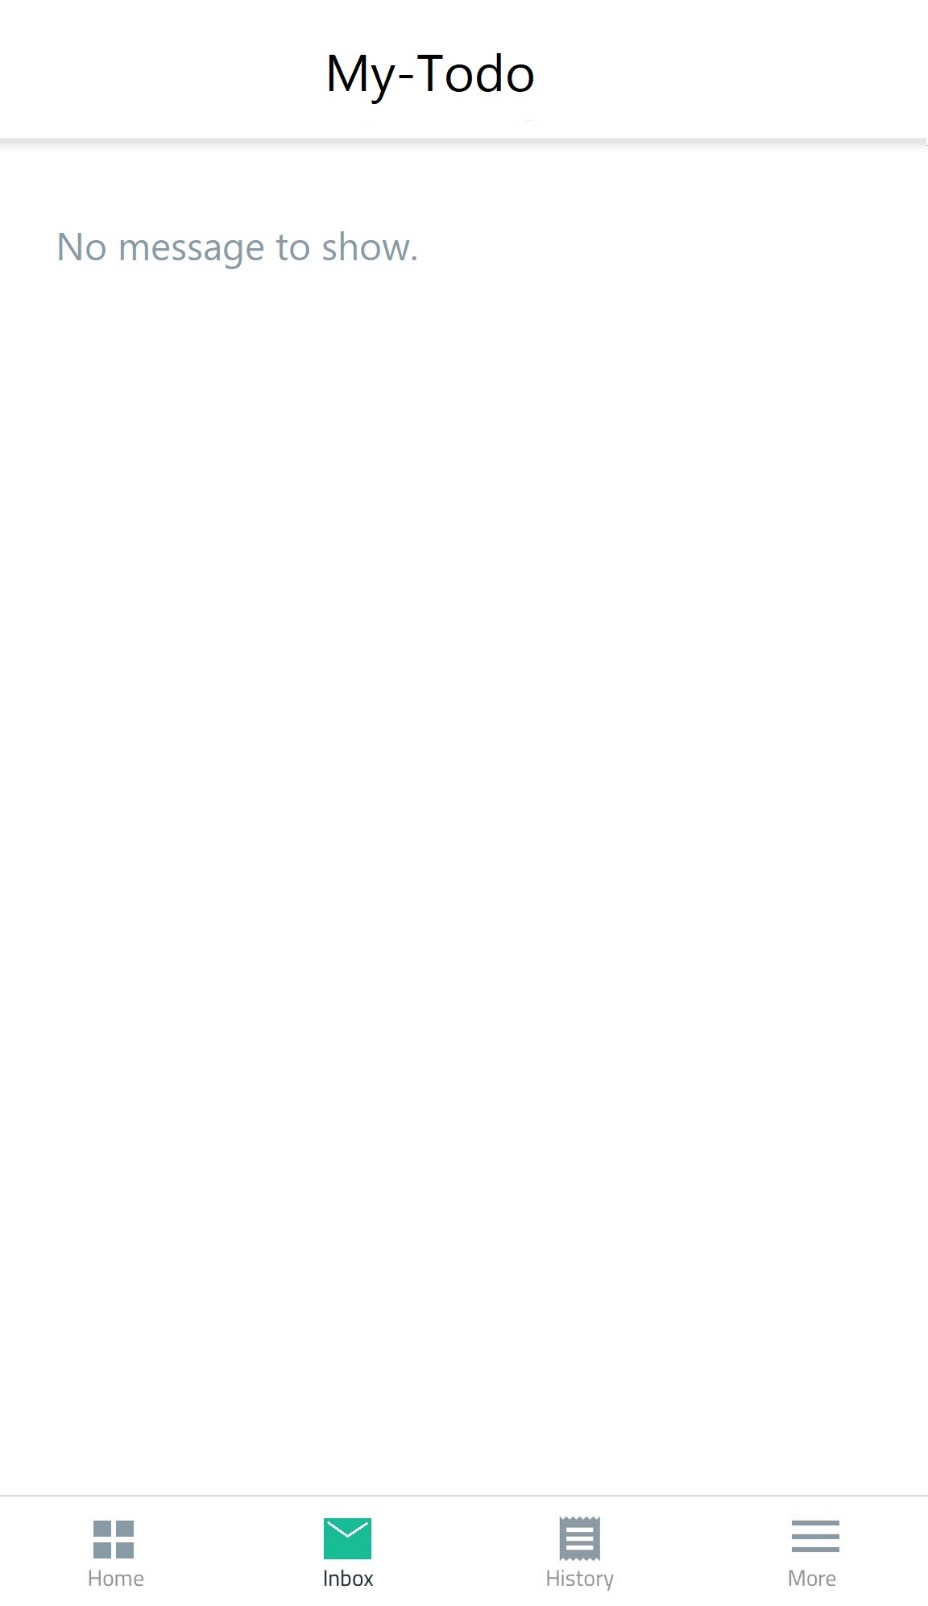 My-Todo
No message to show.
Home
Inbox
History
More